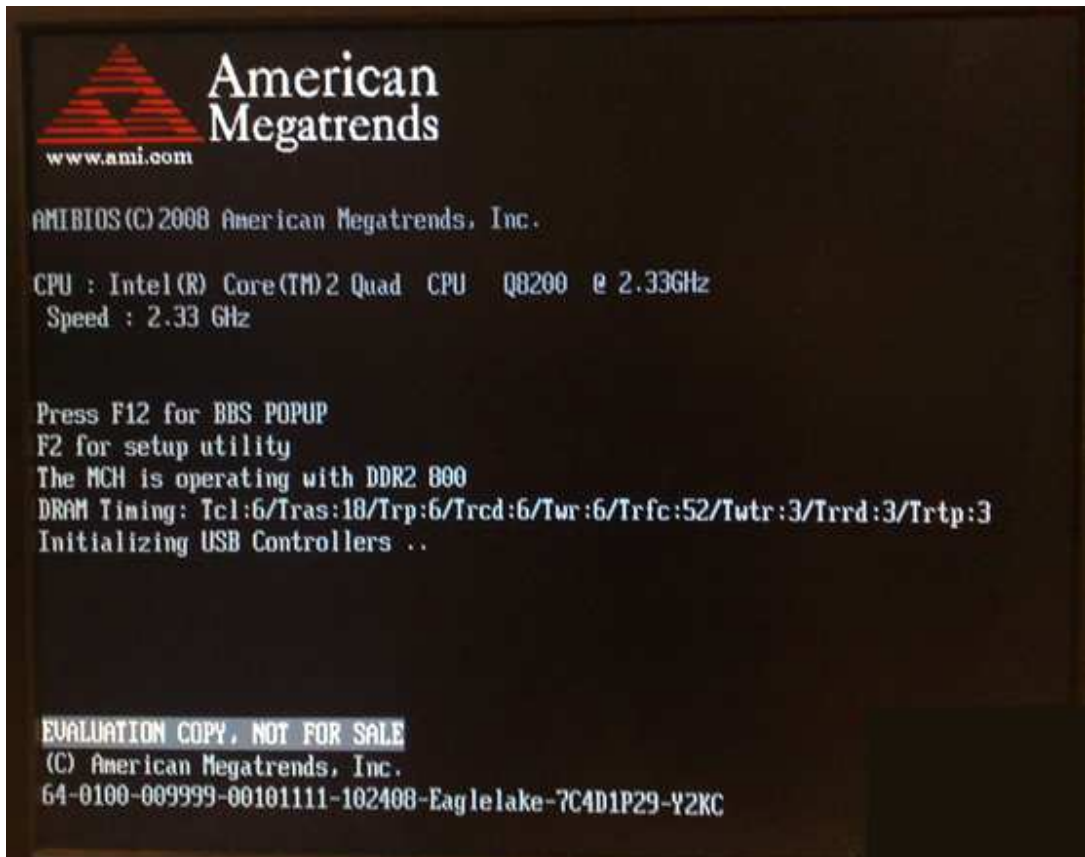 American
Megatrends
www.ami.com
AMIBIOS(C)2008 American Megatrends, Inc.
CPU : Intel(R) Core(TM)2 Quad CPU Q8200 @ 2.33GHz
Speed : 2.33 GHz
Press F12 for BBS POPUP
F2 for setup utility
The MCH is operating with DDR2 800
DRAM Timing: Tcl:6/Tras:18/Trp:6/Trcd:6/Twr:6/Trfc:52/Twtr:3/Trrd:3/Trtp:3
Initializing USB Controllers ..
EVALUATION COPY, NOT FOR SALE
(C) American Megatrends, Inc.
64-0100-009999-00101111-102408-Eaglelake-7C4D1P29-Y2KC